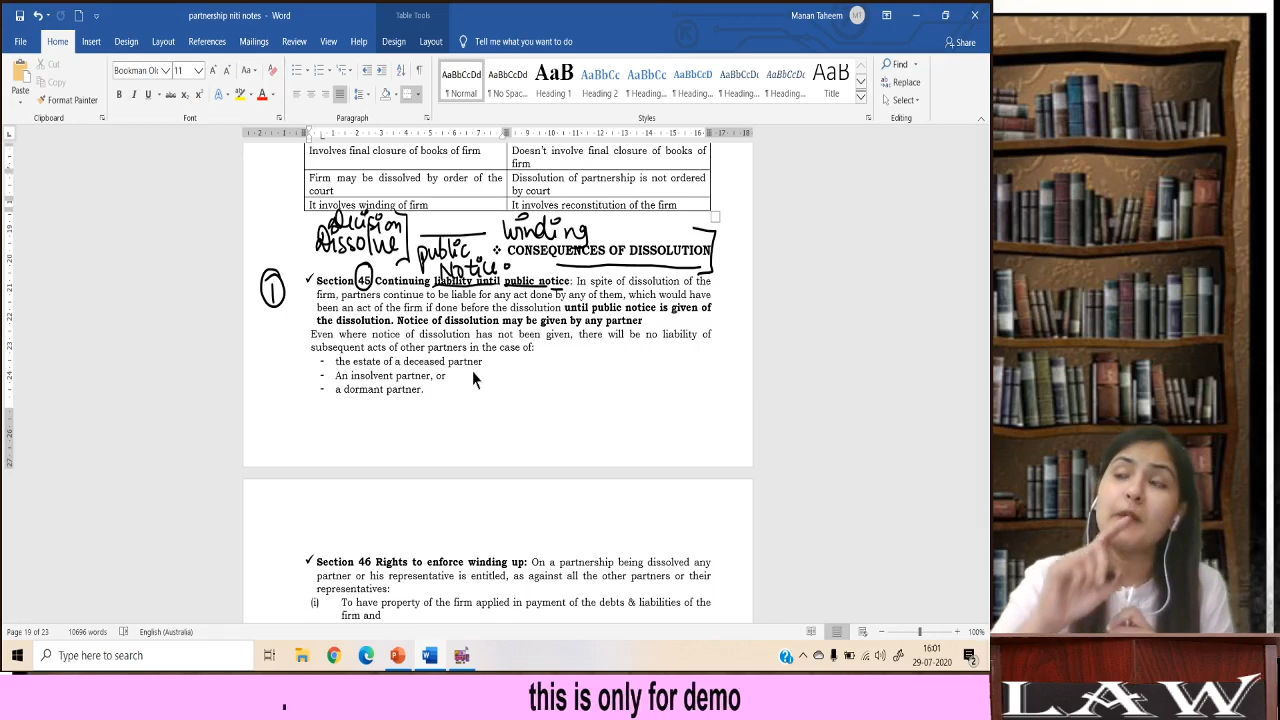 partnership niti notes - Word
Table Tools
Manan Taheem
MT
File Home Insert Design Layout References Mailings Review View Help Design Layout Tell me what you want to do
Share
Paste
Cut
Copy
Format Painter
Clipboard
Bookman Ol 11
Font
Paragraph
AaBbCcDd AaBbCcDd AaB AaBbCc AaBbCcD AaBbCcD AaBbCcDc AaBbCcDc AaB
¶ Normal ¶ No Spac... Heading 1 Heading 2 ¶ Heading... ¶ Heading... ¶ Heading... ¶ Heading... Title
Styles
Find
Replace
Select
Editing
Involves final closure of books of firm
Doesn't involve final closure of books of
firm
Firm may be dissolved by order of the
court
Dissolution of partnership is not ordered
by court
It involves winding of firm
It involves reconstitution of the firm
Decision
Dissolve
public
Notice
winding
❖ CONSEQUENCES OF DISSOLUTION
①
✓ Section 45 Continuing liability until public notice: In spite of dissolution of the
firm, partners continue to be liable for any act done by any of them, which would have
been an act of the firm if done before the dissolution until public notice is given of
the dissolution. Notice of dissolution may be given by any partner
Even where notice of dissolution has not been given, there will be no liability of
subsequent acts of other partners in the case of:
- the estate of a deceased partner
- An insolvent partner, or
- a dormant partner.
✓ Section 46 Rights to enforce winding up: On a partnership being dissolved any
partner or his representative is entitled, as against all the other partners or their
representatives:
(i) To have property of the firm applied in payment of the debts & liabilities of the
firm and
Page 19 of 23 10696 words English (Australia)
100%
Type here to search
16:01
29-07-2020
this is only for demo
.
LAW